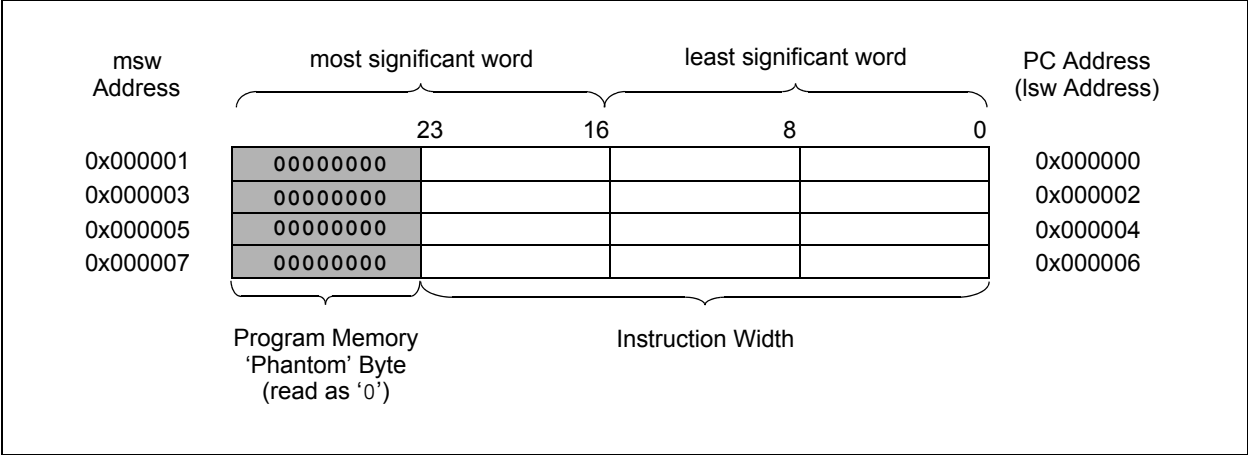 msw
Address
most significant word
least significant word
PC Address
(lsw Address)
23
16
8
0
0x000001
00000000
0x000000
0x000003
00000000
0x000002
0x000005
00000000
0x000004
0x000007
00000000
0x000006
Program Memory
‘Phantom’ Byte
(read as ‘0’)
Instruction Width